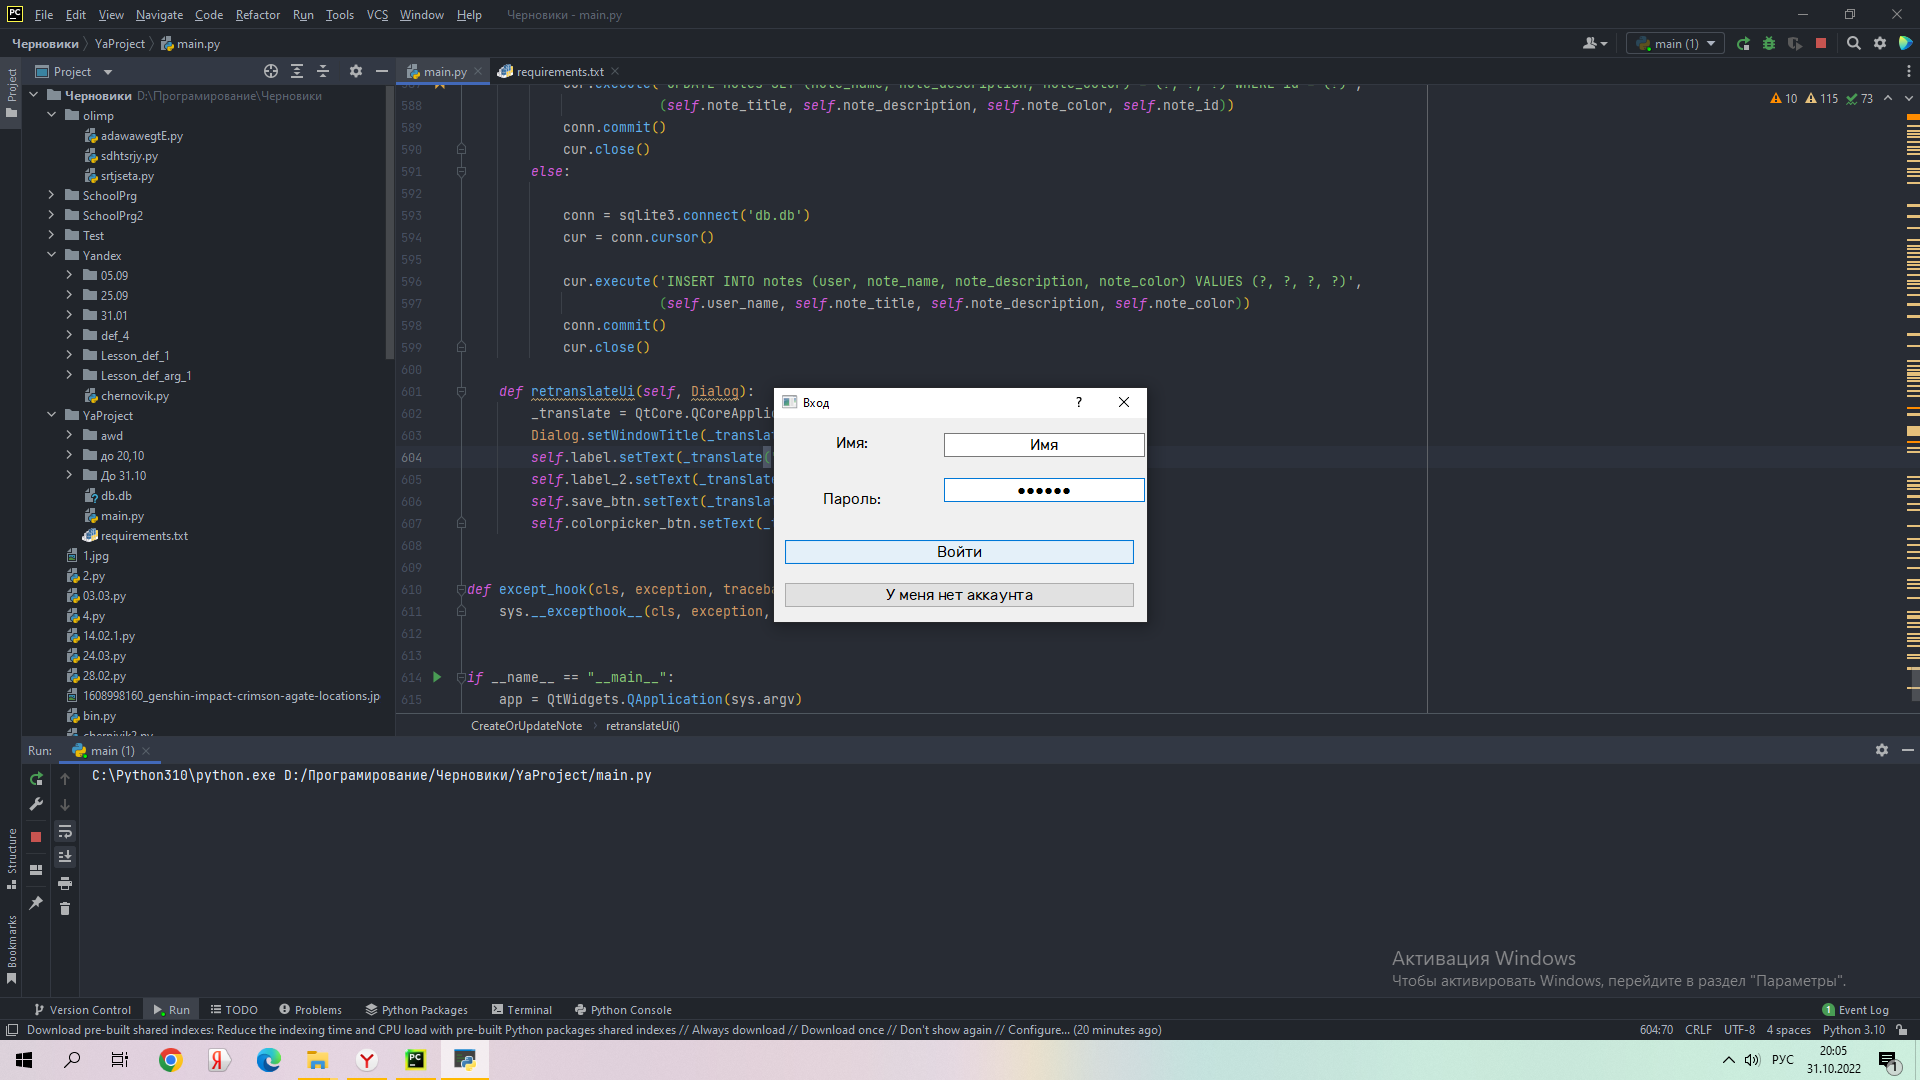 File Edit View Navigate Code Refactor Run Tools VCS Window Help Черновики - main.py
Черновики YaProject main.py
main (1)
Project
main.py
requirements.txt
Project
Черновики D:\Програмирование\Черновики
olimp
adawawegtE.py
sdhtsrjy.py
srtjseta.py
SchoolPrg
SchoolPrg2
Test
Yandex
05.09
25.09
31.01
def_4
Lesson_def_1
Lesson_def_arg_1
chernovik.py
YaProject
awd
до 20,10
До 31.10
db.db
main.py
requirements.txt
1.jpg
2.py
03.03.py
4.py
14.02.1.py
24.03.py
28.02.py
1608998160_genshin-impact-crimson-agate-locations.jp
bin.py
10 115 73
588 (self.note_title, self.note_description, self.note_color, self.note_id))
589 conn.commit()
590 cur.close()
591 else:
592
593 conn = sqlite3.connect('db.db')
594 cur = conn.cursor()
595
596 cur.execute('INSERT INTO notes (user, note_name, note_description, note_color) VALUES (?, ?, ?, ?)',
597 (self.user_name, self.note_title, self.note_description, self.note_color))
598 conn.commit()
599 cur.close()
600
601 def retranslateUi(self, Dialog):
602 _translate = QtCore.QCoreApplic
603 Dialog.setWindowTitle(_translat
604 self.label.setText(_translate(
605 self.label_2.setText(_translat
606 self.save_btn.setText(_translat
607 self.colorpicker_btn.setText(_
608
609
610 def except_hook(cls, exception, traceba
611 sys.__excepthook__(cls, exception,
612
613
614 if __name__ == "__main__":
615 app = QtWidgets.QApplication(sys.argv)
CreateOrUpdateNote retranslateUi()
Вход ?
Имя: Имя
Пароль: ●●●●●●
Войти
У меня нет аккаунта
Run: main (1)
C:\Python310\python.exe D:/Програмирование/Черновики/YaProject/main.py
Structure
Bookmarks
Активация Windows
Чтобы активировать Windows, перейдите в раздел "Параметры".
Version Control Run TODO Problems Python Packages Terminal Python Console 1 Event Log
Download pre-built shared indexes: Reduce the indexing time and CPU load with pre-built Python packages shared indexes // Always download // Download once // Don't show again // Configure... (20 minutes ago) 604:70 CRLF UTF-8 4 spaces Python 3.10
РУС
20:05
31.10.2022
1